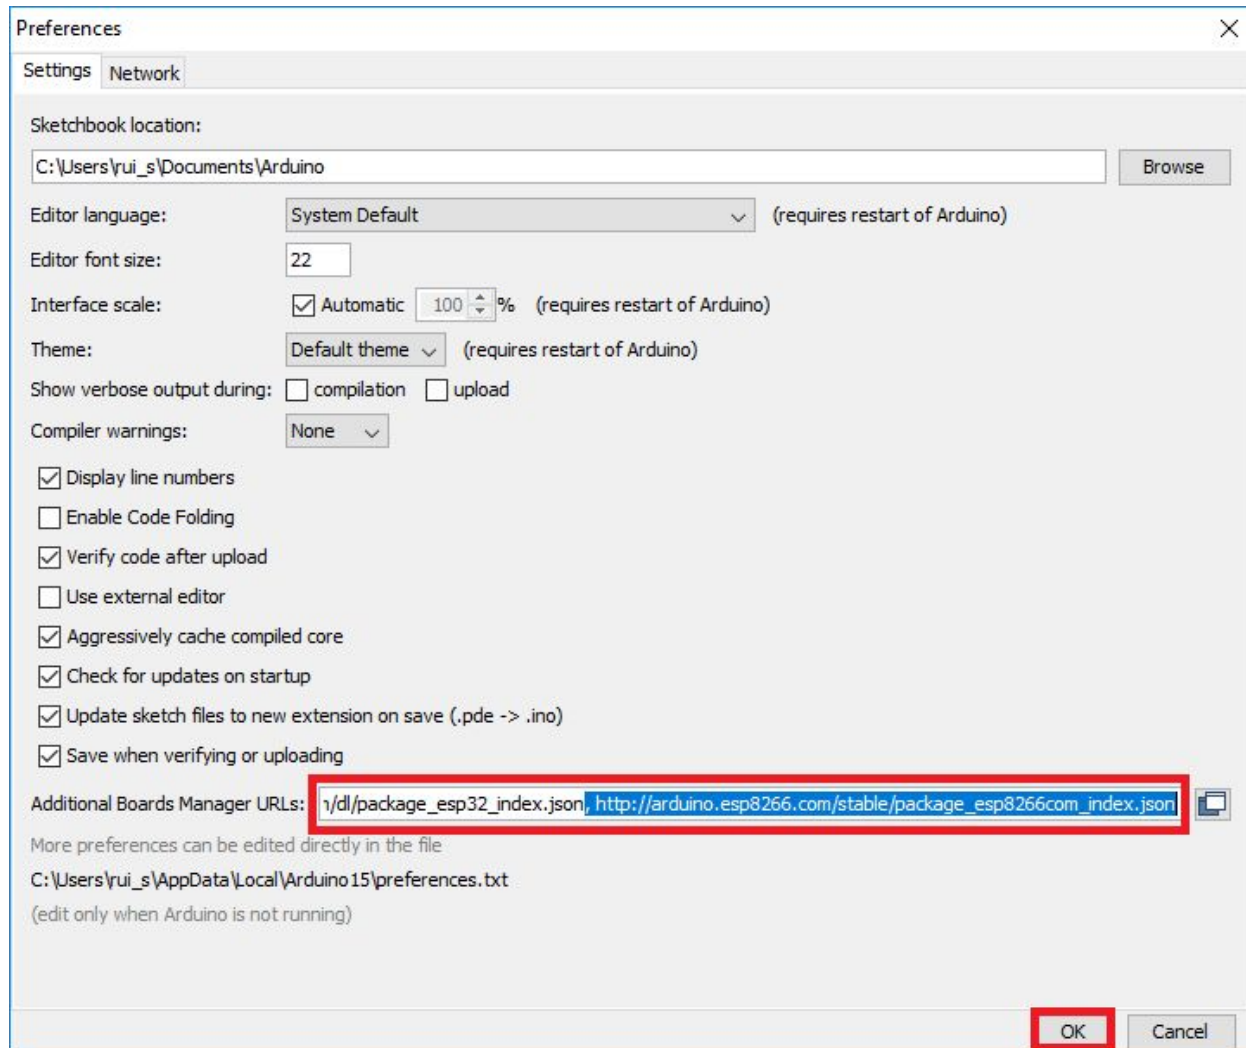 Preferences
Settings Network
Sketchbook location:
C:\Users\rui_s\Documents\Arduino Browse
Editor language: System Default (requires restart of Arduino)
Editor font size: 22
Interface scale: Automatic 100 % (requires restart of Arduino)
Theme: Default theme (requires restart of Arduino)
Show verbose output during: compilation upload
Compiler warnings: None
Display line numbers
Enable Code Folding
Verify code after upload
Use external editor
Aggressively cache compiled core
Check for updates on startup
Update sketch files to new extension on save (.pde -> .ino)
Save when verifying or uploading
Additional Boards Manager URLs: /dl/package_esp32_index.json, http://arduino.esp8266.com/stable/package_esp8266com_index.json
More preferences can be edited directly in the file
C:\Users\rui_s\AppData\Local\Arduino15\preferences.txt
(edit only when Arduino is not running)
OK Cancel